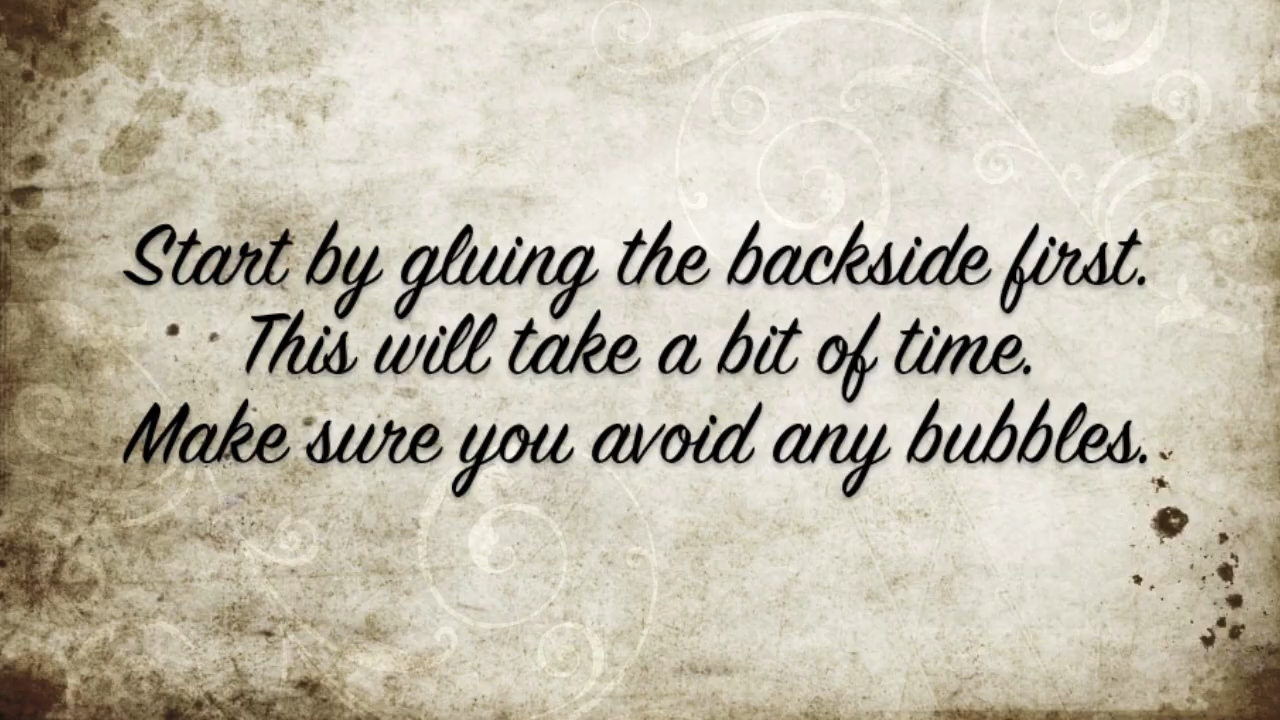 Start by gluing the backside first.
This will take a bit of time.
Make sure you avoid any bubbles.